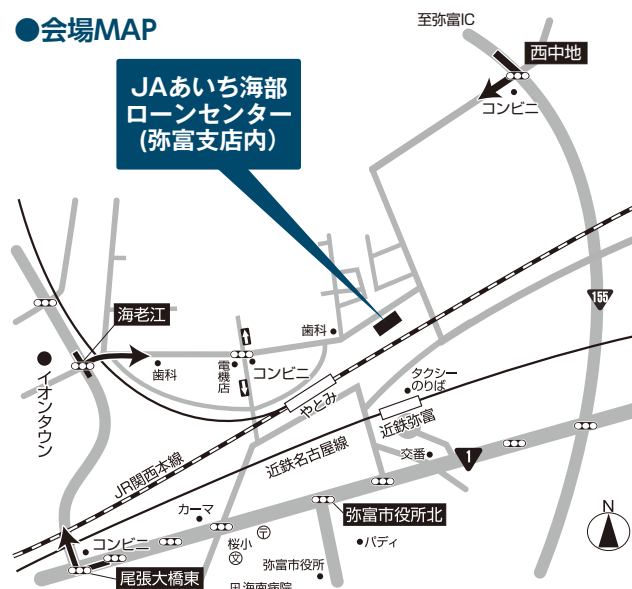 ●会場MAP
至弥富IC
西中地
コンビニ
JAあいち海部
ローンセンター
(弥富支店内)
155
海老江
歯科
歯科
電機店
コンビニ
イオンタウン
やとみ
タクシー
のりば
近鉄弥富
JR関西本線
近鉄名古屋線
交番
1
カーマ
弥富市役所北
コンビニ
桜小
〒
文
パディ
弥富市役所
尾張大橋東
海南病院
N